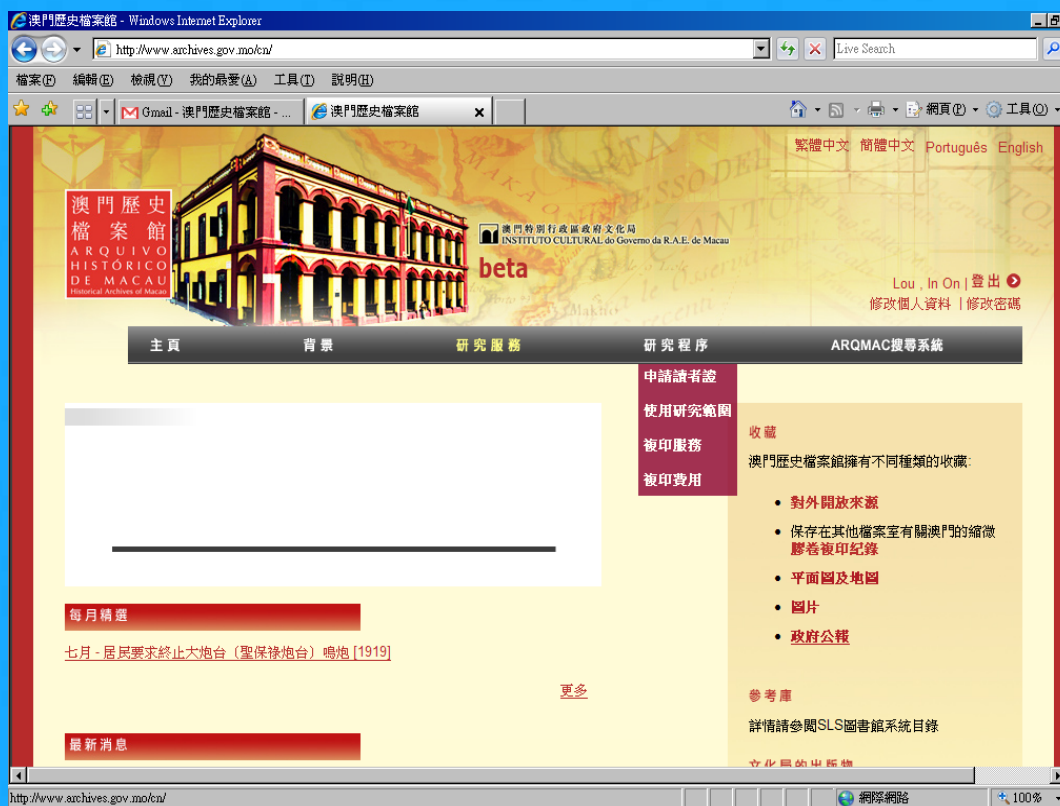 澳門歷史檔案館 - Windows Internet Explorer
http://www.archives.gov.mo/cn/
Live Search
檔案(F) 編輯(E) 檢視(V) 我的最愛(A) 工具(T) 說明(H)
Gmail - 澳門歷史檔案館 - ... 澳門歷史檔案館
網頁(P) 工具(O)
繁體中文 簡體中文 Português English
澳門歷史
檔案館
ARQUIVO
HISTÓRICO
DE MACAU
Historical Archives of Macao
澳門特別行政區政府文化局
INSTITUTO CULTURAL do Governo da R.A.E. de Macau
beta
Lou , In On | 登出
修改個人資料 | 修改密碼
主頁 背景 研究服務 研究程序 ARQMAC搜尋系統
申請讀者證
使用研究範圍
複印服務
複印費用
收藏
澳門歷史檔案館擁有不同種類的收藏:
• 對外開放來源
• 保存在其他檔案室有關澳門的縮微
膠卷複印紀錄
• 平面圖及地圖
• 圖片
• 政府公報
每月精選
七月 - 居民要求終止大炮台（聖保祿炮台）鳴炮 [1919]
更多
參考庫
詳情請參閱SLS圖書館系統目錄
最新消息
文化局的出版物
http://www.archives.gov.mo/cn/
網際網路
100%